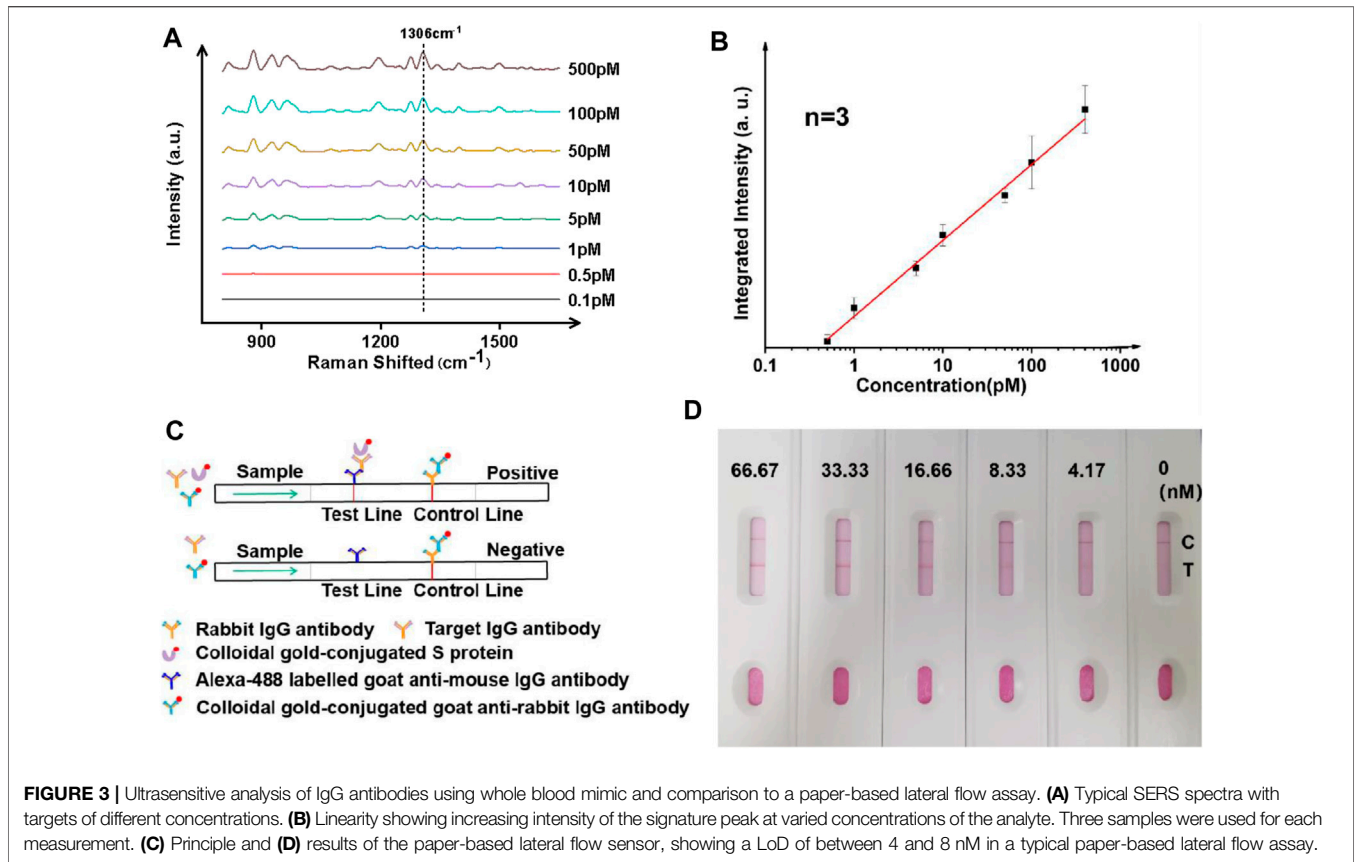 A
1306cm-1
500pM
100pM
50pM
10pM
5pM
1pM
0.5pM
0.1pM
Intensity (a.u.)
900 1200 1500
Raman Shifted (cm-1)
B
n=3
Integrated Intensity (a. u.)
0.1 1 10 100 1000
Concentration(pM)
C
Sample Positive
Test Line Control Line
Sample Negative
Test Line Control Line
Rabbit IgG antibody Target IgG antibody
Colloidal gold-conjugated S protein
Alexa-488 labelled goat anti-mouse IgG antibody
Colloidal gold-conjugated goat anti-rabbit IgG antibody
D
66.67 33.33 16.66 8.33 4.17 0
(nM)
C
T
FIGURE 3 | Ultrasensitive analysis of IgG antibodies using whole blood mimic and comparison to a paper-based lateral flow assay. (A) Typical SERS spectra with
targets of different concentrations. (B) Linearity showing increasing intensity of the signature peak at varied concentrations of the analyte. Three samples were used for each
measurement. (C) Principle and (D) results of the paper-based lateral flow sensor, showing a LoD of between 4 and 8 nM in a typical paper-based lateral flow assay.